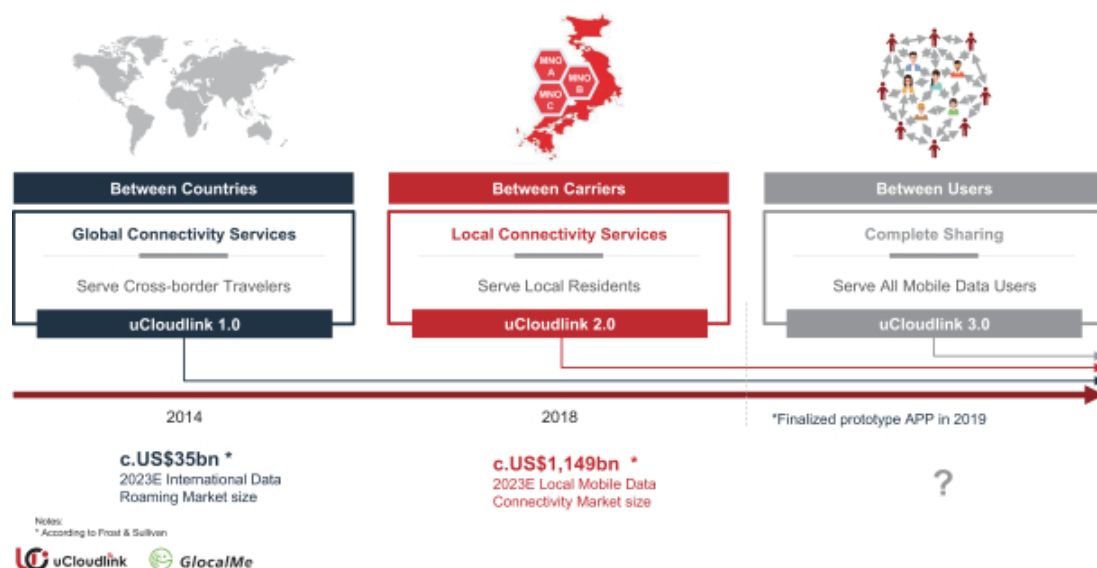 MNO
A
MNO
B
MNO
C
Between Countries
Between Carriers
Between Users
Global Connectivity Services
Local Connectivity Services
Complete Sharing
Serve Cross-border Travelers
Serve Local Residents
Serve All Mobile Data Users
uCloudlink 1.0
uCloudlink 2.0
uCloudlink 3.0
2014
2018
*Finalized prototype APP in 2019
c.US$35bn *
2023E International Data
Roaming Market size
c.US$1,149bn *
2023E Local Mobile Data
Connectivity Market size
?
Notes:
* According to Frost & Sullivan
uCloudlink
GlocalMe